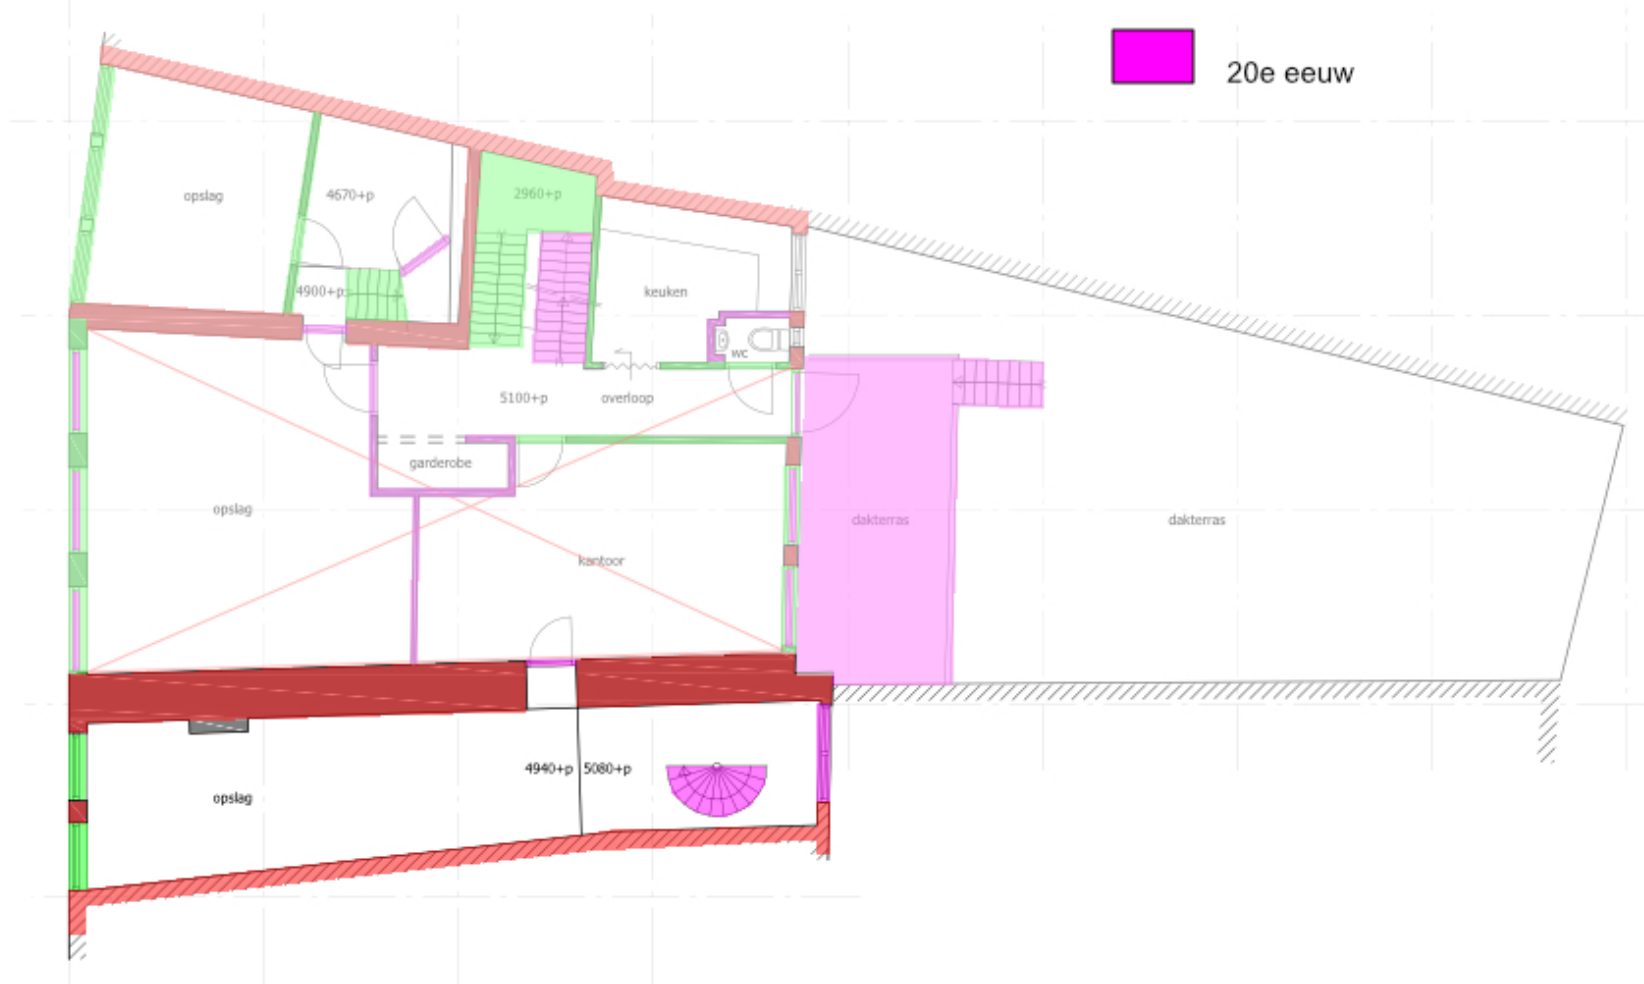 20e eeuw
opslag
4670+p
2960+p
4900+p
keuken
wc
5100+p
overloop
garderobe
opslag
kantoor
dakterras
dakterras
4940+p
5080+p
opslag